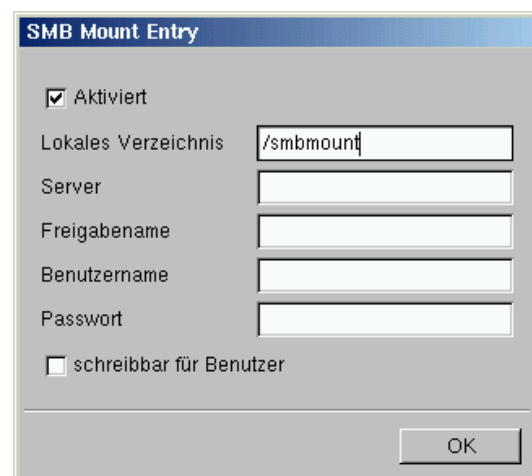 SMB Mount Entry
Aktiviert
Lokales Verzeichnis /smbmount
Server
Freigabename
Benutzername
Passwort
schreibbar für Benutzer
OK